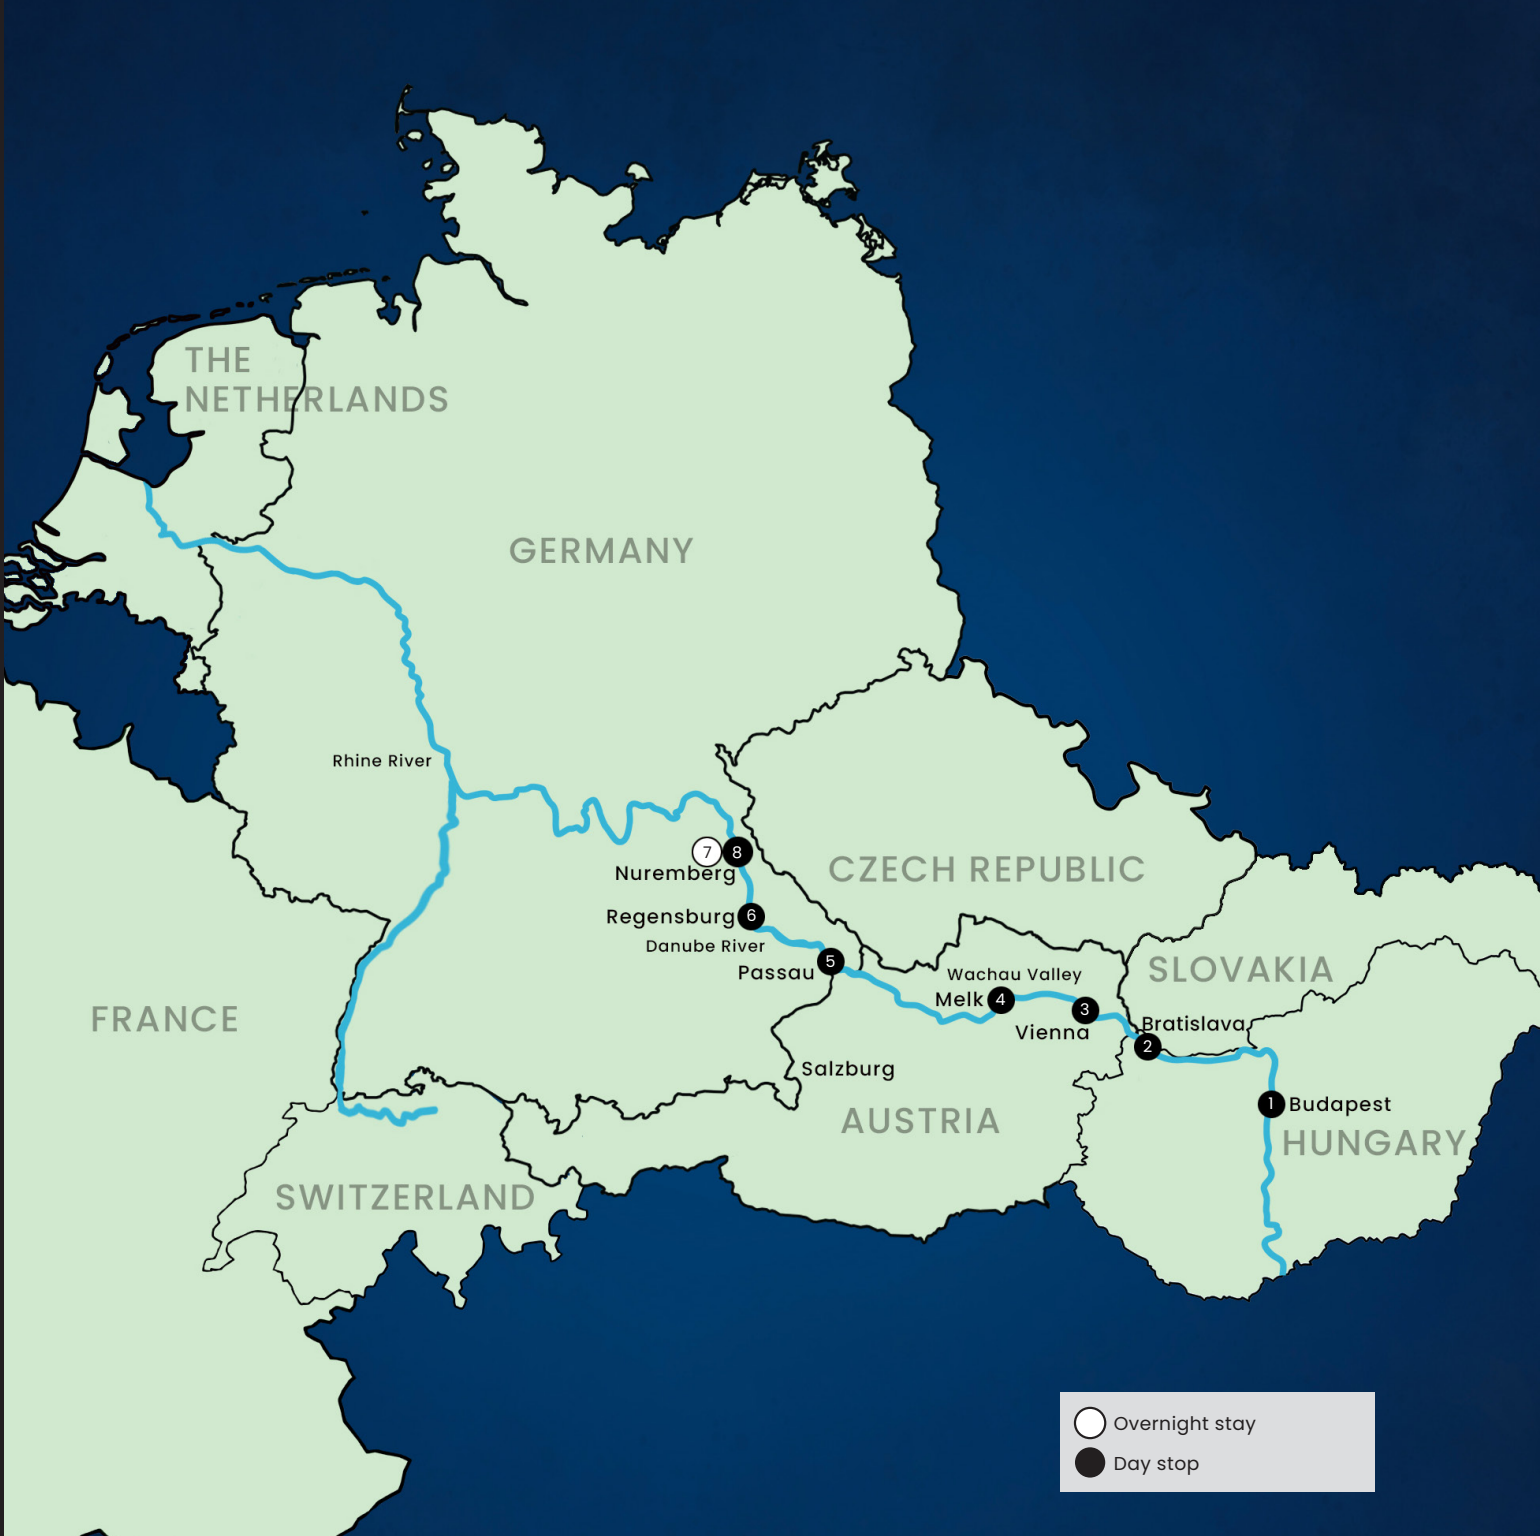 THE
NETHERLANDS
GERMANY
Rhine River
7 8
Nuremberg
CZECH REPUBLIC
Regensburg 6
Danube River
Passau 5
Wachau Valley
SLOVAKIA
Melk 4
3
Vienna
FRANCE
Bratislava
2
Salzburg
1 Budapest
AUSTRIA
HUNGARY
SWITZERLAND
Overnight stay
Day stop